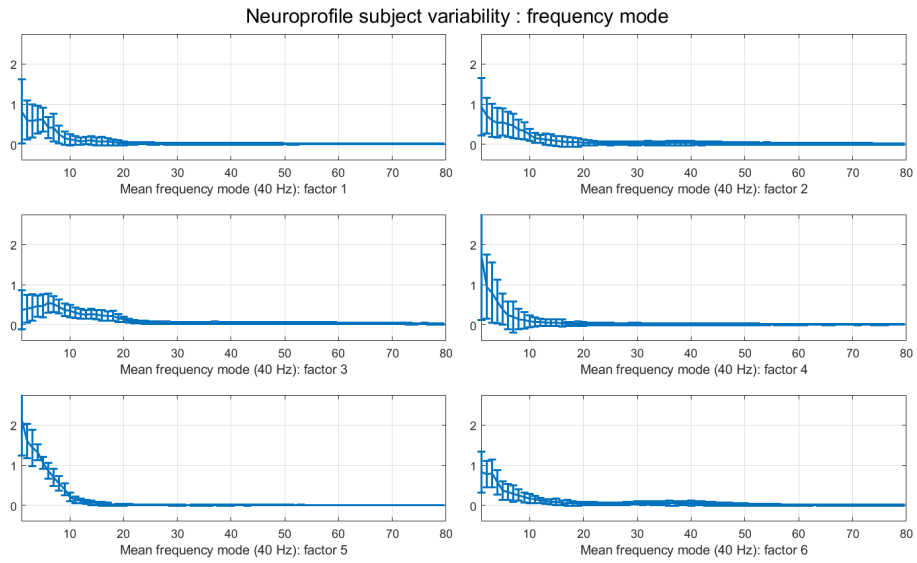 Neuroprofile subject variability : frequency mode
2
1
0
10 20 30 40 50 60 70 80
Mean frequency mode (40 Hz): factor 1
2
1
0
10 20 30 40 50 60 70 80
Mean frequency mode (40 Hz): factor 2
2
1
0
10 20 30 40 50 60 70 80
Mean frequency mode (40 Hz): factor 3
2
1
0
10 20 30 40 50 60 70 80
Mean frequency mode (40 Hz): factor 4
2
1
0
10 20 30 40 50 60 70 80
Mean frequency mode (40 Hz): factor 5
2
1
0
10 20 30 40 50 60 70 80
Mean frequency mode (40 Hz): factor 6